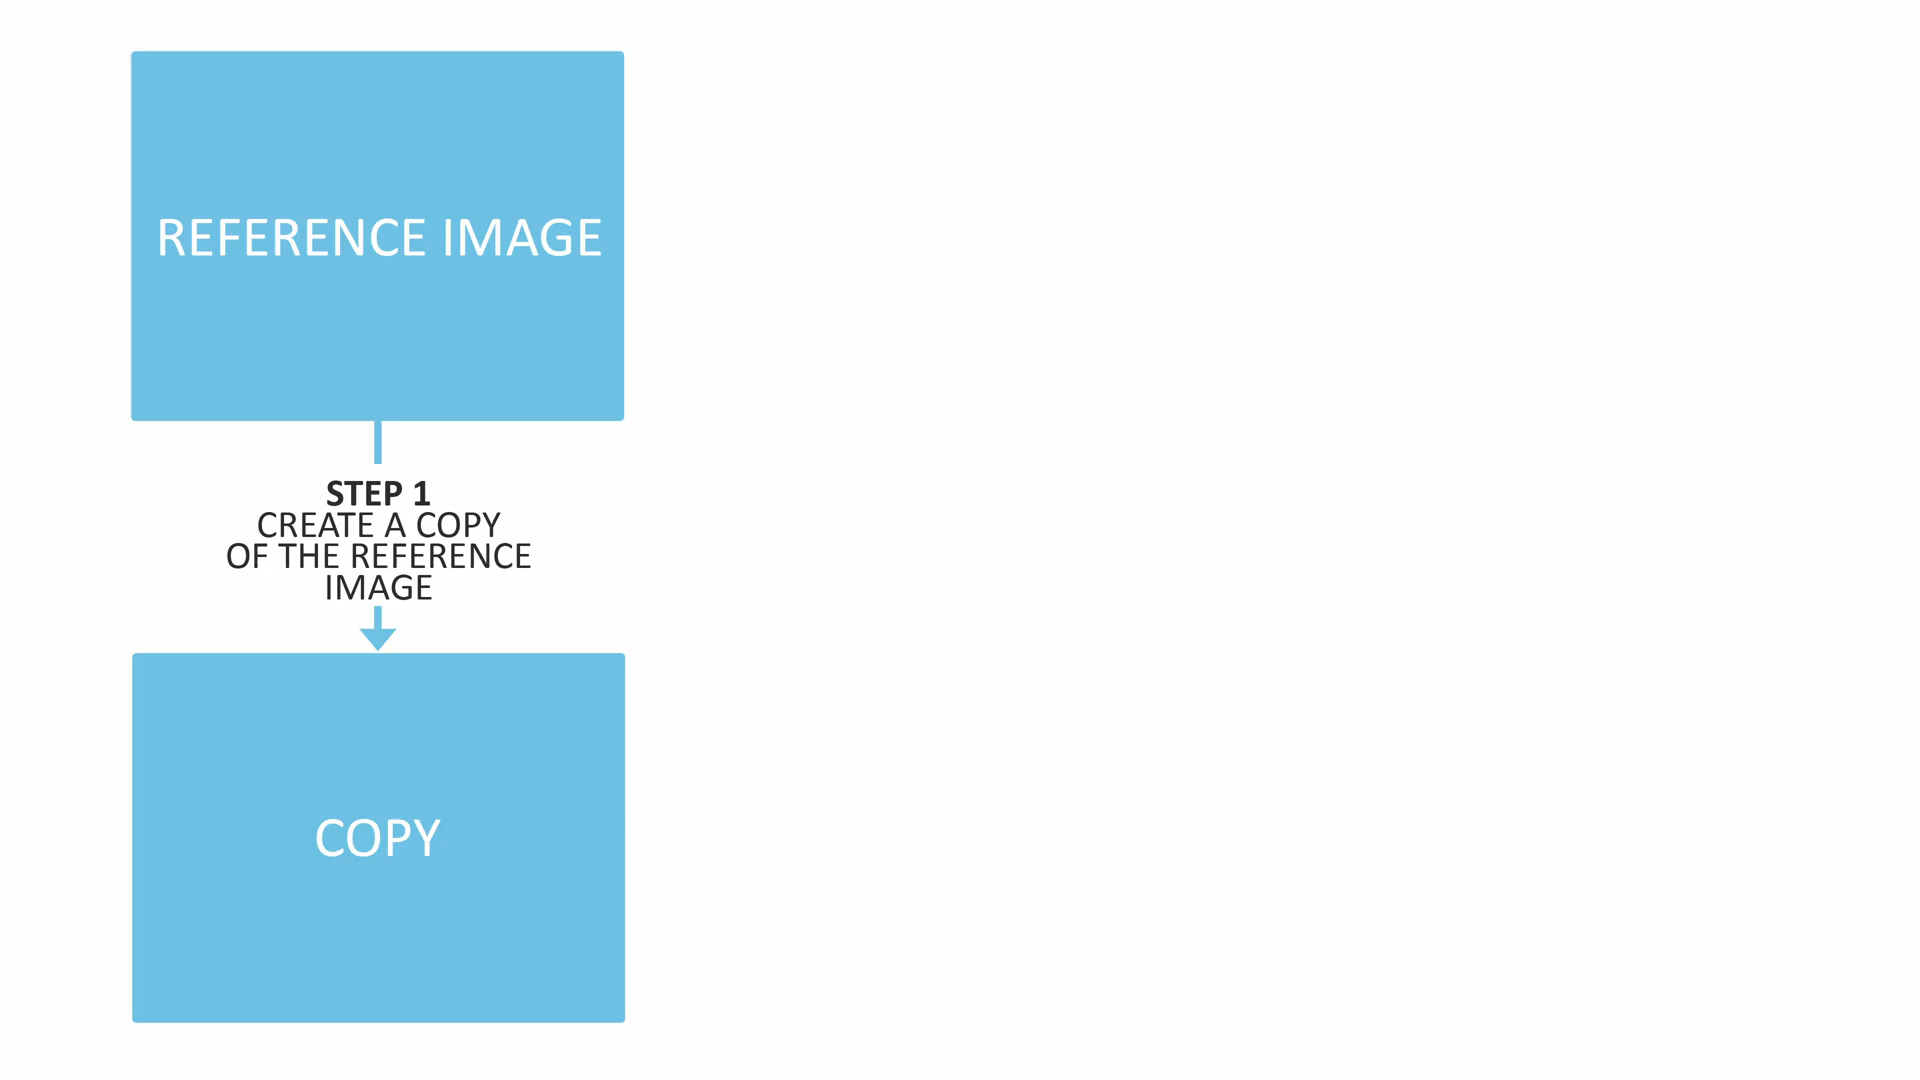 REFERENCE IMAGE
STEP 1
CREATE A COPY
OF THE REFERENCE
IMAGE
COPY